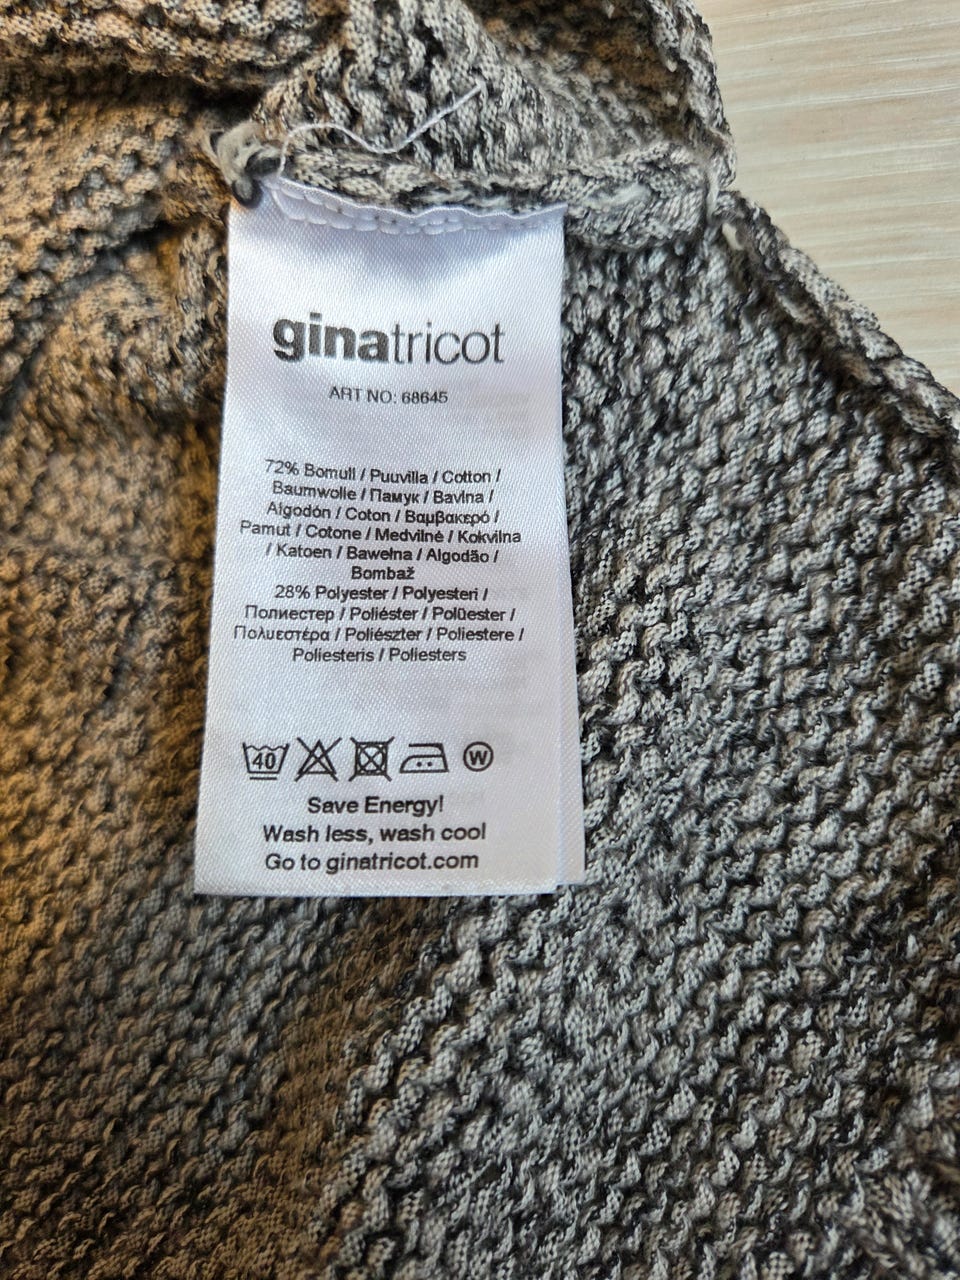 ginatricot
ART NO: 68645
72% Bomull / Puuvilla / Cotton /
Baumwolle / Памук / Bavlna /
Algodón / Coton / Βαμβακερό /
Pamut / Cotone / Medvilnė / Kokvilna
/ Katoen / Bawełna / Algodão /
Bombaž
28% Polyester / Polyesteri /
Полиестер / Poliéster / Polüester /
Πολυεστέρα / Poliészter / Poliestere /
Poliesteris / Poliesters
40 W
Save Energy!
Wash less, wash cool
Go to ginatricot.com